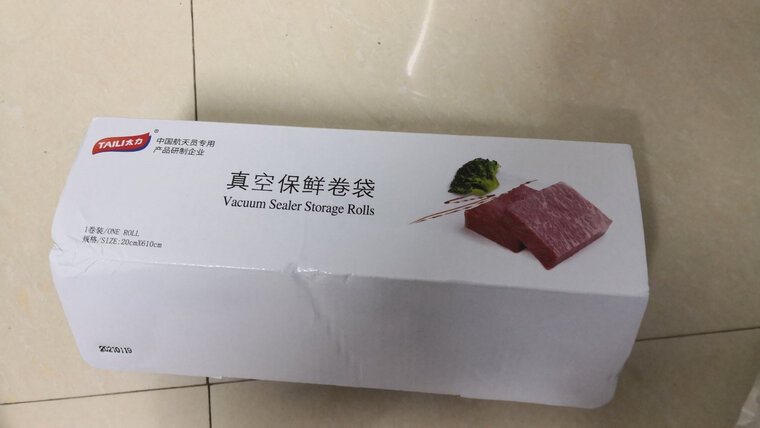 TAILI太力®
中国航天员专用
产品研制企业
真空保鲜卷袋
Vacuum Sealer Storage Rolls
1卷装/ONE ROLL
规格/SIZE:20cmX610cm
20210119